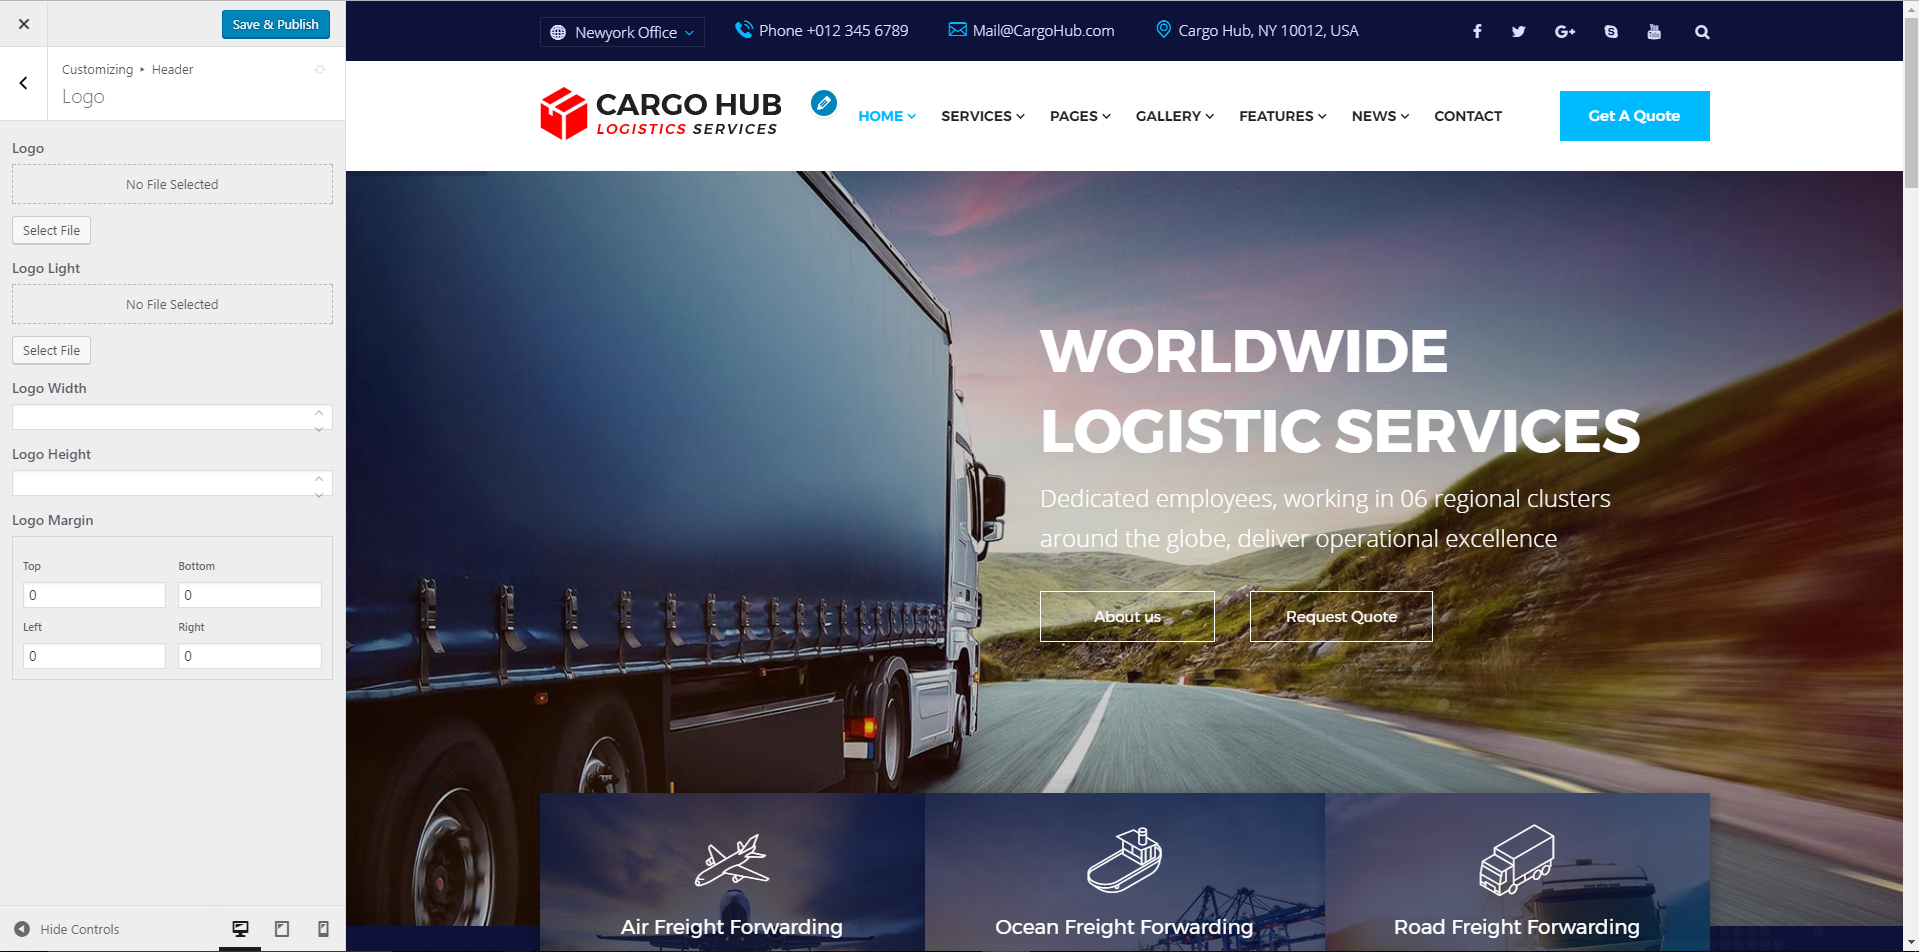 Save & Publish
Customizing ▸ Header
Logo
Logo
No File Selected
Select File
Logo Light
No File Selected
Select File
Logo Width
Logo Height
Logo Margin
Top Bottom
0 0
Left Right
0 0
Hide Controls
Newyork Office Phone +012 345 6789 Mail@CargoHub.com Cargo Hub, NY 10012, USA
CARGO HUB
LOGISTICS SERVICES
HOME SERVICES PAGES GALLERY FEATURES NEWS CONTACT
Get A Quote
WORLDWIDE
LOGISTIC SERVICES
Dedicated employees, working in 06 regional clusters
around the globe, deliver operational excellence
About us Request Quote
Air Freight Forwarding Ocean Freight Forwarding Road Freight Forwarding